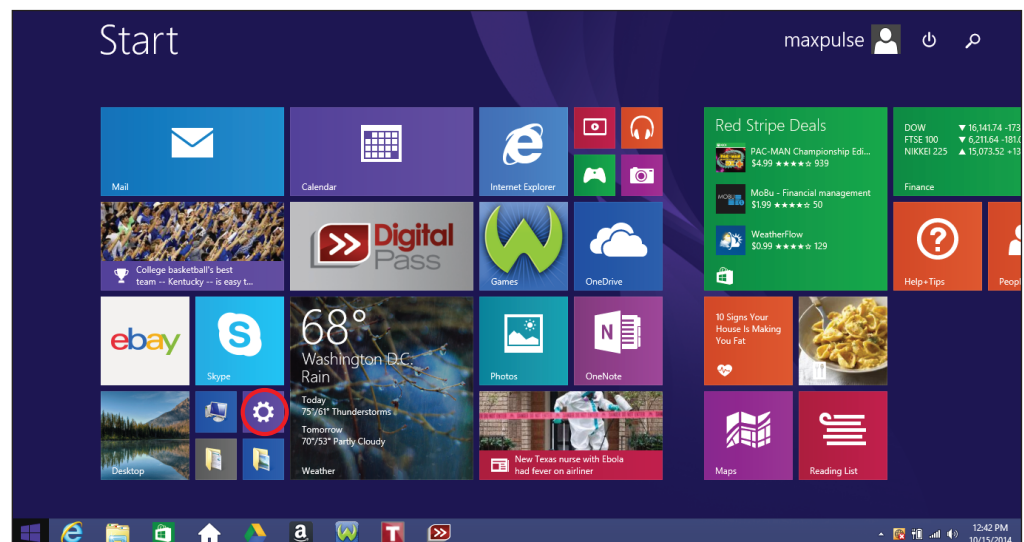 Start
maxpulse
Mail
Calendar
Internet Explorer
Red Stripe Deals
PAC-MAN Championship Edi...
$4.99 ★★★★☆ 939
MoBu - Financial management
$1.99 ★★★★☆ 50
WeatherFlow
$0.99 ★★★★☆ 129
DOW ▼ 16,141.74 -173
FTSE 100 ▼ 6,211.64 -181.0
NIKKEI 225 ▲ 15,073.52 +13
Finance
College basketball's best
team -- Kentucky -- is easy t...
Digital
Pass
Games
OneDrive
Help+Tips
Peopl
ebay
Skype
68°
Washington D.C.
Rain
Today
75°/61° Thunderstorms
Tomorrow
70°/53° Partly Cloudy
Weather
Photos
N
OneNote
10 Signs Your
House Is Making
You Fat
Desktop
New Texas nurse with Ebola
had fever on airliner
Maps
Reading List
12:42 PM
10/15/2014